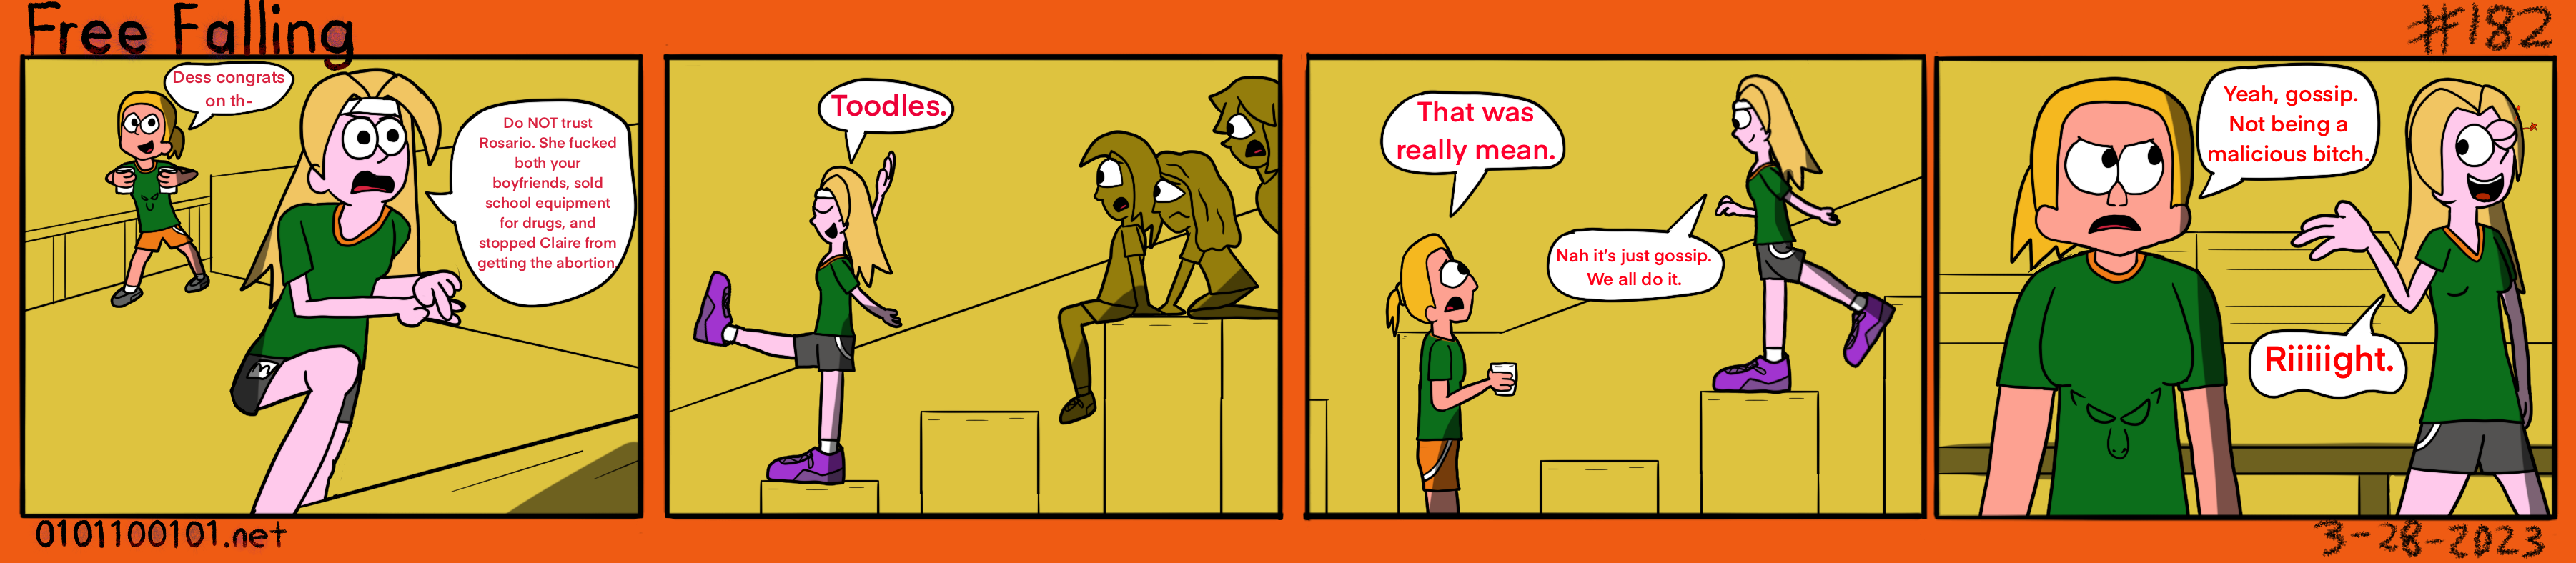 Free Falling
#182
Dess congrats
on th-
Do NOT trust
Rosario. She fucked
both your
boyfriends, sold
school equipment
for drugs, and
stopped Claire from
getting the abortion.
Toodles.
That was
really mean.
Nah it's just gossip.
We all do it.
Yeah, gossip.
Not being a
malicious bitch.
Riiiiight.
0101100101.net
3-28-2023